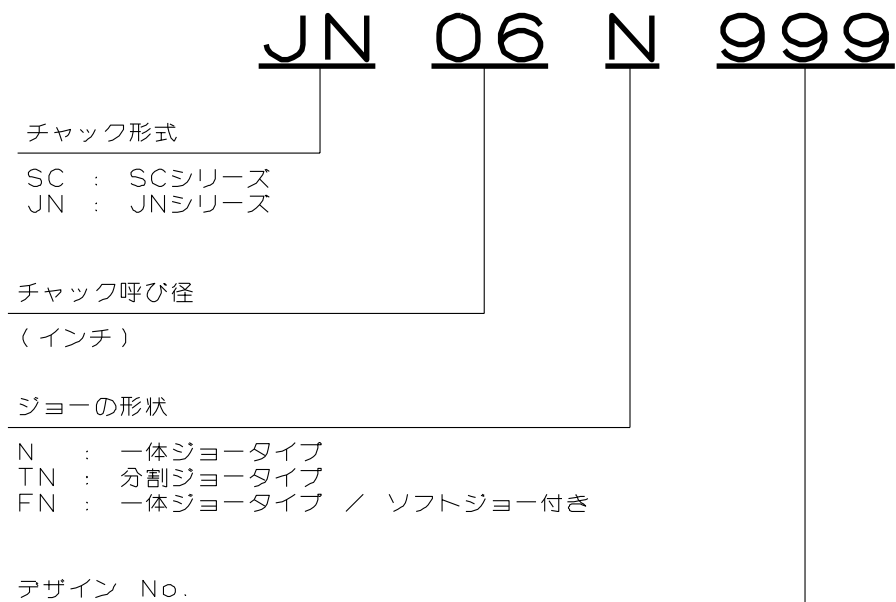 JN 06 N 999
チャック形式
SC : SCシリーズ
JN : JNシリーズ
チャック呼び径
(インチ)
ジョーの形状
N : 一体ジョータイプ
TN : 分割ジョータイプ
FN : 一体ジョータイプ / ソフトジョー付き
デザイン No.